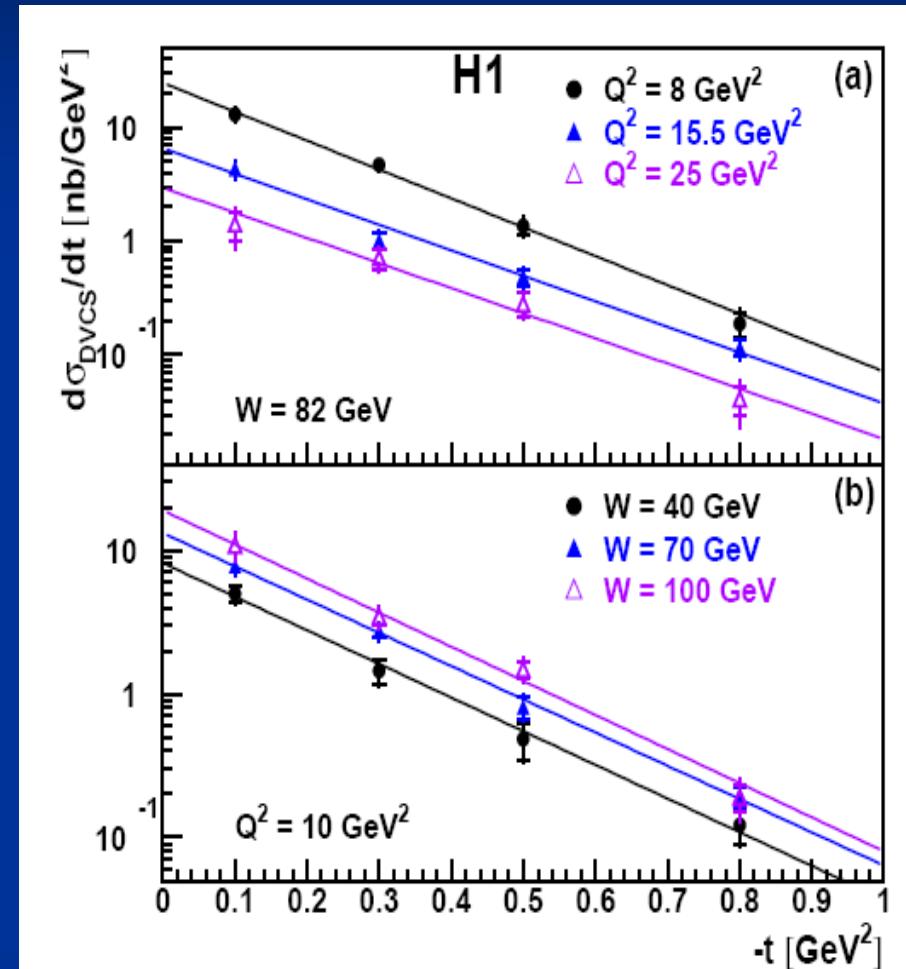 H1
(a)
Q² = 8 GeV²
Q² = 15.5 GeV²
Q² = 25 GeV²
dσDVCS/dt [nb/GeV²]
10
1
10⁻¹
W = 82 GeV
(b)
W = 40 GeV
W = 70 GeV
W = 100 GeV
10
1
10⁻¹
Q² = 10 GeV²
0 0.1 0.2 0.3 0.4 0.5 0.6 0.7 0.8 0.9 1
-t [GeV²]